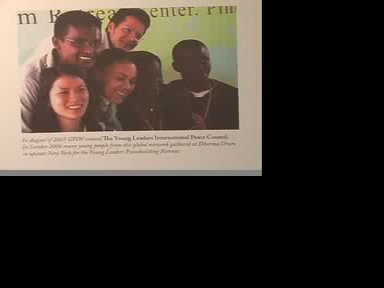 m Retreat Center. Pin
In August of 2005 GPIW created The Young Leaders International Peace Council.
In October 2006 many young people from this global network gathered at Dharma Drum
in upstate New York for the Young Leaders Peacebuilding Retreat.